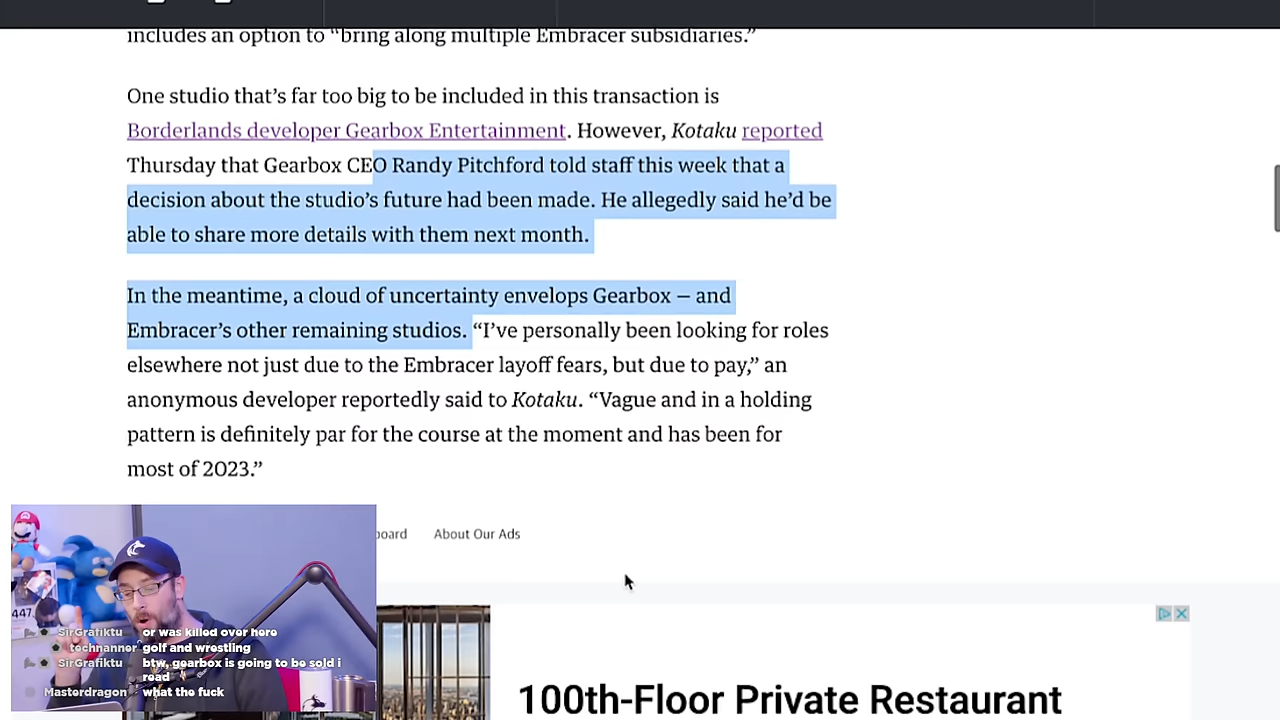 includes an option to “bring along multiple Embracer subsidiaries.”
One studio that’s far too big to be included in this transaction is
Borderlands developer Gearbox Entertainment. However, Kotaku reported
Thursday that Gearbox CEO Randy Pitchford told staff this week that a
decision about the studio’s future had been made. He allegedly said he’d be
able to share more details with them next month.
In the meantime, a cloud of uncertainty envelops Gearbox — and
Embracer’s other remaining studios. “I’ve personally been looking for roles
elsewhere not just due to the Embracer layoff fears, but due to pay,” an
anonymous developer reportedly said to Kotaku. “Vague and in a holding
pattern is definitely par for the course at the moment and has been for
most of 2023.”
board About Our Ads
447
SirGrafiktu or was killed over here
technanner golf and wrestling
SirGrafiktu btw, gearbox is going to be sold i
read
Masterdragon what the fuck
100th-Floor Private Restaurant